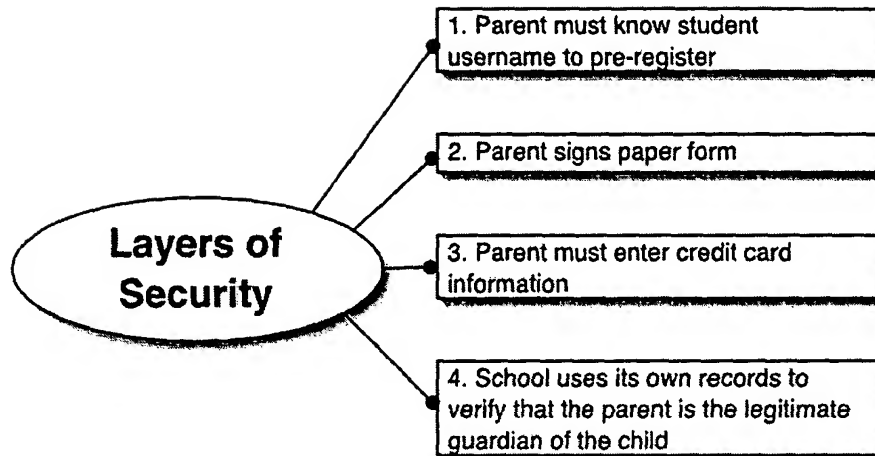 1. Parent must know student
username to pre-register
2. Parent signs paper form
Layers of
Security
3. Parent must enter credit card
information
4. School uses its own records to
verify that the parent is the legitimate
guardian of the child